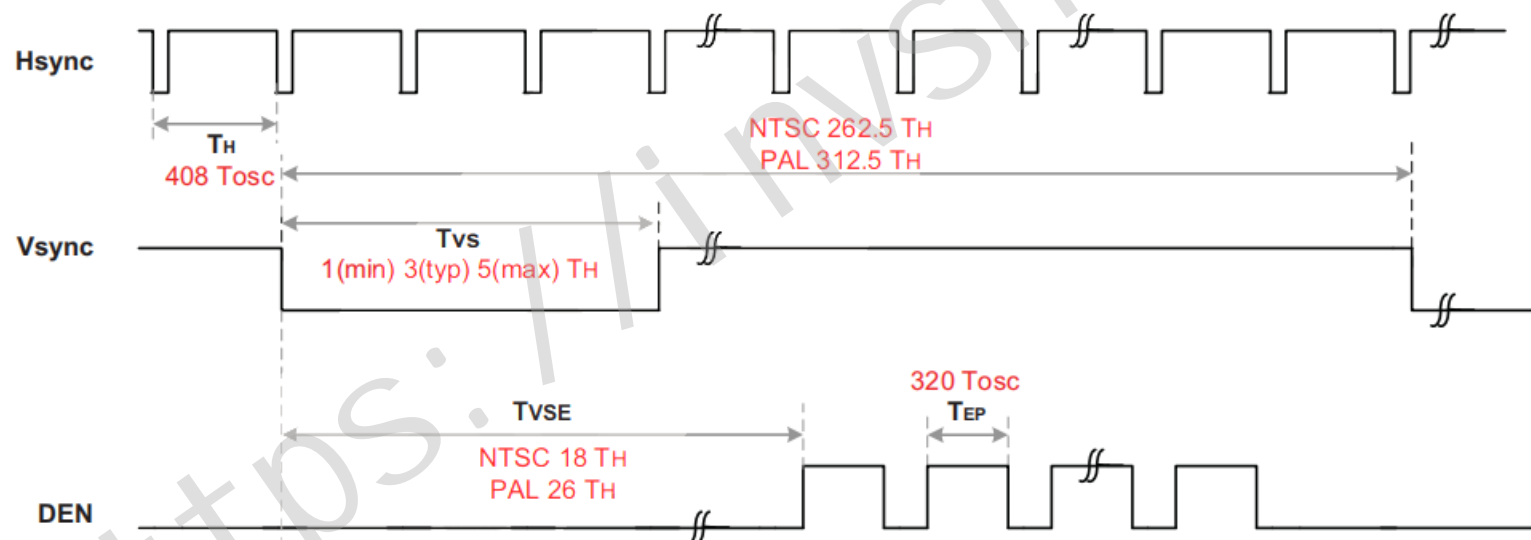 Hsync
TH
408 Tosc
NTSC 262.5 TH
PAL 312.5 TH
Vsync
Tvs
1(min) 3(typ) 5(max) TH
320 Tosc
TVSE
TEP
NTSC 18 TH
PAL 26 TH
DEN